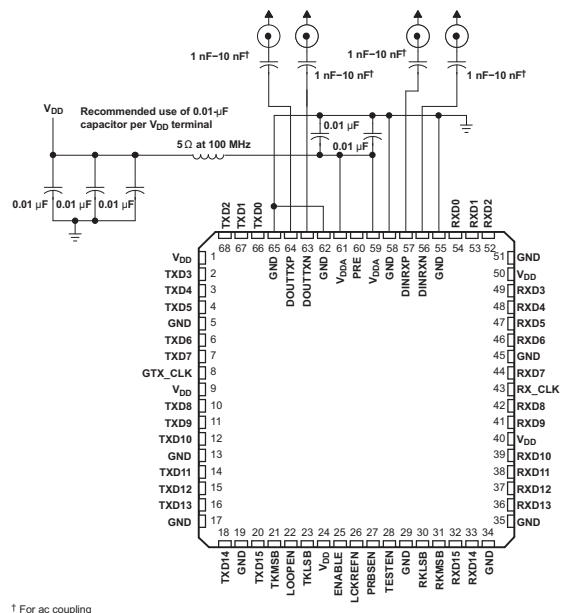 1 nF–10 nF†
1 nF–10 nF†
1 nF–10 nF†
1 nF–10 nF†
VDD
Recommended use of 0.01-µF
capacitor per VDD terminal
5 Ω at 100 MHz
0.01 µF
0.01 µF
0.01 µF 0.01 µF 0.01 µF
TXD2
TXD1
TXD0
GND
DOUTTXP
DOUTTXN
GND
VDDA
PRE
VDDA
GND
DINRXP
DINRXN
GND
RXD0
RXD1
RXD2
68 67 66 65 64 63 62 61 60 59 58 57 56 55 54 53 52
VDD 1
TXD3 2
TXD4 3
TXD5 4
GND 5
TXD6 6
TXD7 7
GTX_CLK 8
VDD 9
TXD8 10
TXD9 11
TXD10 12
GND 13
TXD11 14
TXD12 15
TXD13 16
GND 17
51 GND
50 VDD
49 RXD3
48 RXD4
47 RXD5
46 RXD6
45 GND
44 RXD7
43 RX_CLK
42 RXD8
41 RXD9
40 VDD
39 RXD10
38 RXD11
37 RXD12
36 RXD13
35 GND
18 19 20 21 22 23 24 25 26 27 28 29 30 31 32 33 34
TXD14
GND
TXD15
TKMSB
LOOPEN
TKLSB
VDD
ENABLE
LCKREFN
PRBSEN
TESTEN
GND
RKLSB
RKMSB
RXD15
RXD14
GND
† For ac coupling